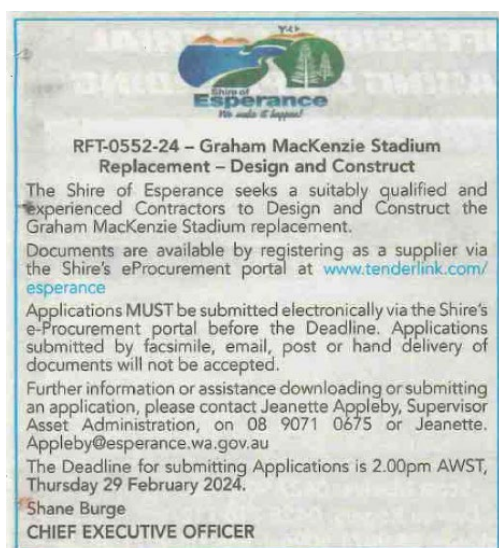 Shire of
Esperance
We make it happen!
RFT-0552-24 – Graham MacKenzie Stadium
Replacement – Design and Construct
The Shire of Esperance seeks a suitably qualified and
experienced Contractors to Design and Construct the
Graham MacKenzie Stadium replacement.
Documents are available by registering as a supplier via
the Shire's eProcurement portal at www.tenderlink.com/
esperance
Applications MUST be submitted electronically via the Shire's
e-Procurement portal before the Deadline. Applications
submitted by facsimile, email, post or hand delivery of
documents will not be accepted.
Further information or assistance downloading or submitting
an application, please contact Jeanette Appleby, Supervisor
Asset Administration, on 08 9071 0675 or Jeanette.
Appleby@esperance.wa.gov.au
The Deadline for submitting Applications is 2.00pm AWST,
Thursday 29 February 2024.
Shane Burge
CHIEF EXECUTIVE OFFICER